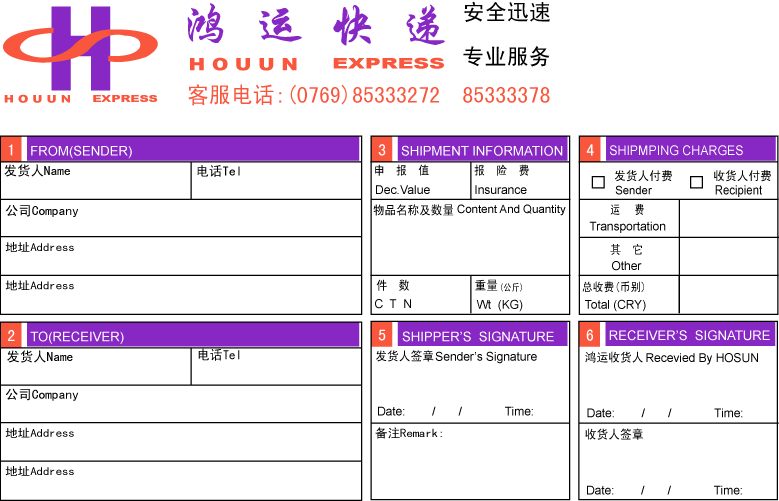 HOUUN EXPRESS
鸿运快递
HOUUN EXPRESS
安全迅速
专业服务
客服电话:(0769)85333272 85333378
1 FROM(SENDER)
发货人Name 电话Tel
公司Company
地址Address
地址Address
2 TO(RECEIVER)
发货人Name 电话Tel
公司Company
地址Address
地址Address
3 SHIPMENT INFORMATION
申报值 报险费
Dec.Value Insurance
物品名称及数量 Content And Quantity
件数 重量(公斤)
C T N Wt (KG)
4 SHIPMPING CHARGES
发货人付费 收货人付费
Sender Recipient
运费
Transportation
其它
Other
总收费(币别)
Total (CRY)
5 SHIPPER'S SIGNATURE
发货人签章Sender's Signature
Date: / / Time:
备注Remark:
6 RECEIVER'S SIGNATURE
鸿运收货人 Recevied By HOSUN
Date: / / Time:
收货人签章
Date: / / Time: